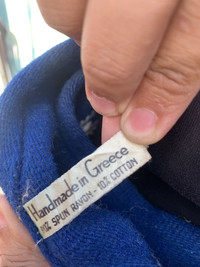 Handmade in Greece
90% SPUN RAYON - 10% COTTON